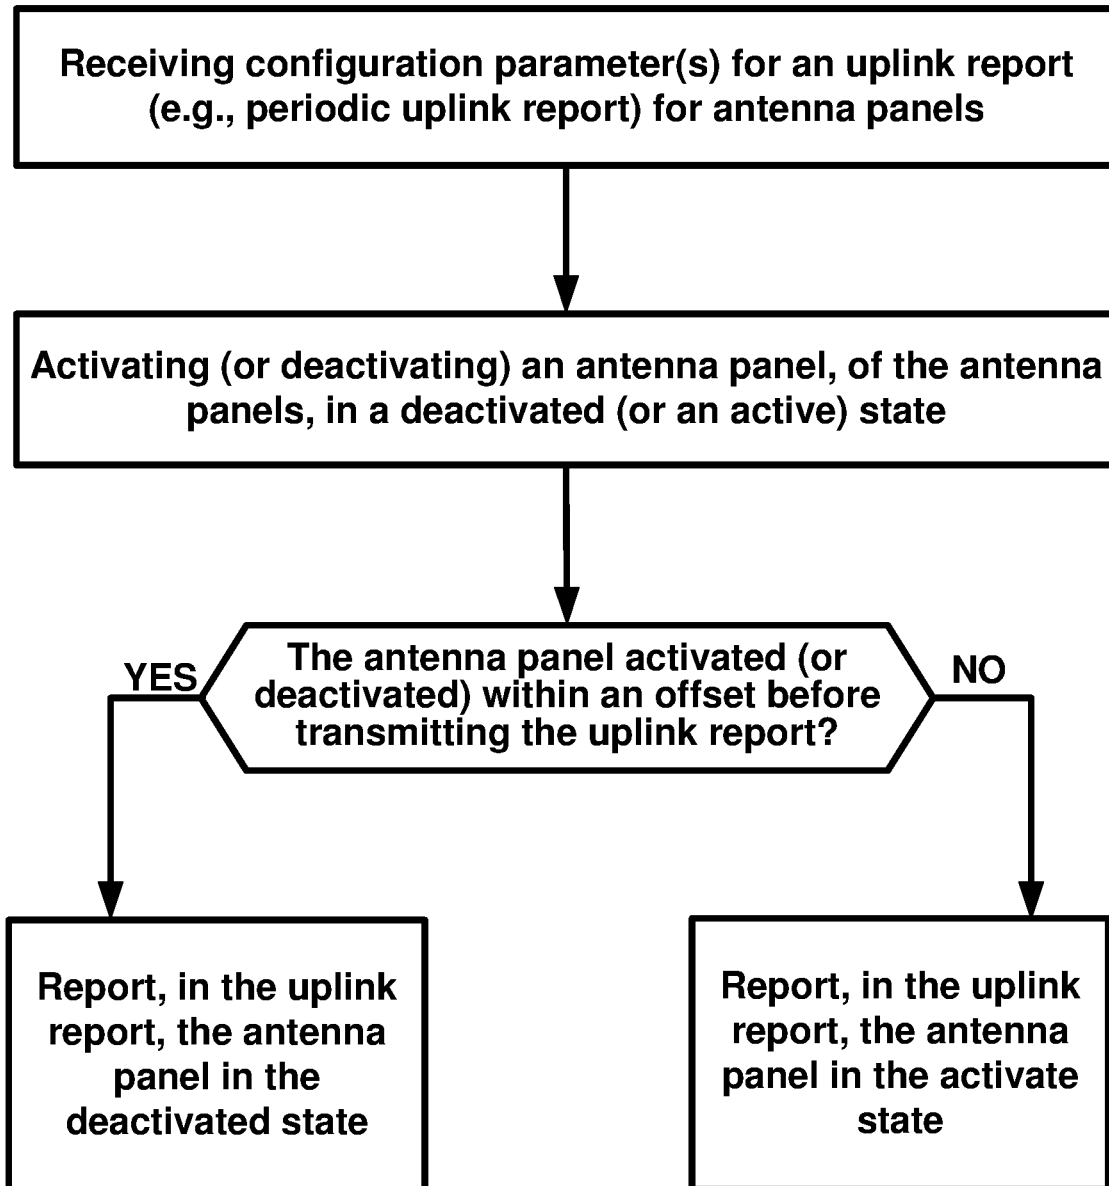 Receiving configuration parameter(s) for an uplink report
(e.g., periodic uplink report) for antenna panels
Activating (or deactivating) an antenna panel, of the antenna
panels, in a deactivated (or an active) state
The antenna panel activated (or
deactivated) within an offset before
transmitting the uplink report?
YES
NO
Report, in the uplink
report, the antenna
panel in the
deactivated state
Report, in the uplink
report, the antenna
panel in the activate
state